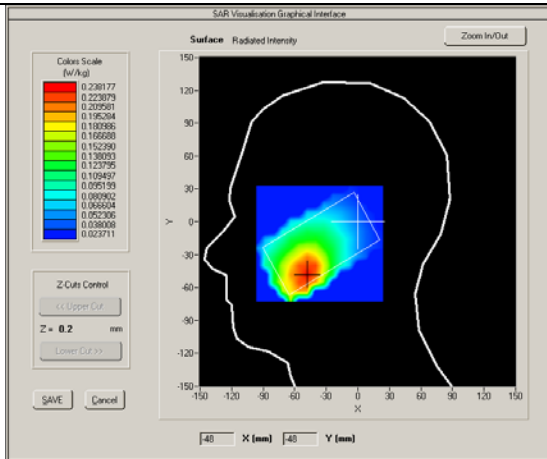 SAR Visualisation Graphical Interface
Surface Radiated Intensity
Zoom In/Out
Colors Scale
(W/kg)
0.238177
0.223879
0.209581
0.195284
0.180986
0.166688
0.152390
0.138093
0.123795
0.109497
0.095199
0.080902
0.066604
0.052306
0.038008
0.023711
150
120
90
60
30
0
-30
-60
-90
-120
-150
Y
-150 -120 -90 -60 -30 0 30 60 90 120 150
X
Z-Cuts Control
<< Upper Cut
Z = 0.2 mm
Lower Cut >>
SAVE Cancel
-48 X (mm) -48 Y (mm)